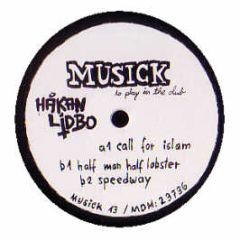 MUSICK
to play in the club
HÅKAN
LiDBO
a1 call for islam
b1 half man half lobster
b2 speedway
MUSICK 13 / MDM: 23736